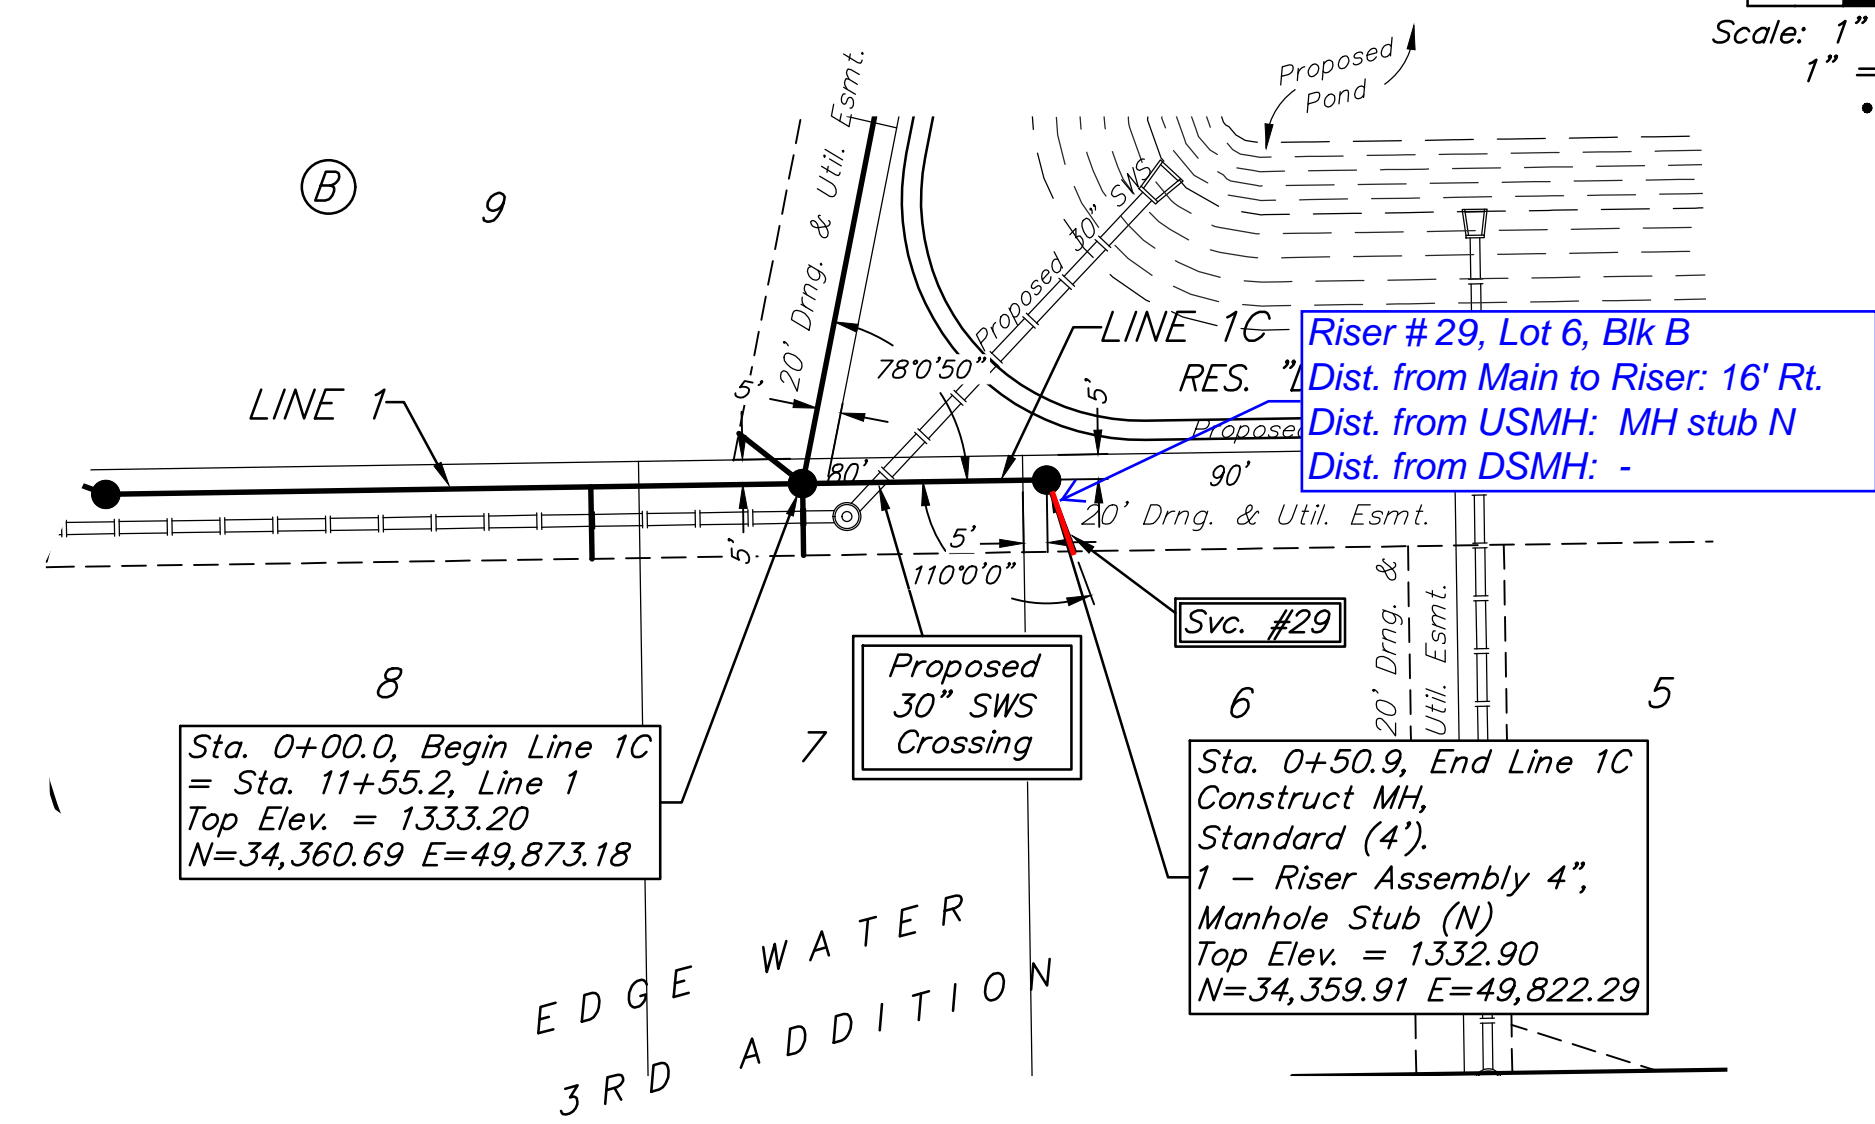 Scale: 1"
1" =
Proposed
Pond
20' Drng. & Util. Esmt.
B
9
Proposed 30" SWS
LINE 1C
78°0'50"
RES. "
5'
5'
LINE 1
Riser # 29, Lot 6, Blk B
Dist. from Main to Riser: 16' Rt.
Dist. from USMH: MH stub N
Dist. from DSMH: -
Proposed
80'
90'
20' Drng. & Util. Esmt.
5'
5'
110°0'0"
Svc. #29
20' Drng. &
Util. Esmt.
8
7
6
5
Proposed
30" SWS
Crossing
Sta. 0+00.0, Begin Line 1C
= Sta. 11+55.2, Line 1
Top Elev. = 1333.20
N=34,360.69 E=49,873.18
Sta. 0+50.9, End Line 1C
Construct MH,
Standard (4').
1 - Riser Assembly 4",
Manhole Stub (N)
Top Elev. = 1332.90
N=34,359.91 E=49,822.29
EDGE WATER
3RD ADDITION